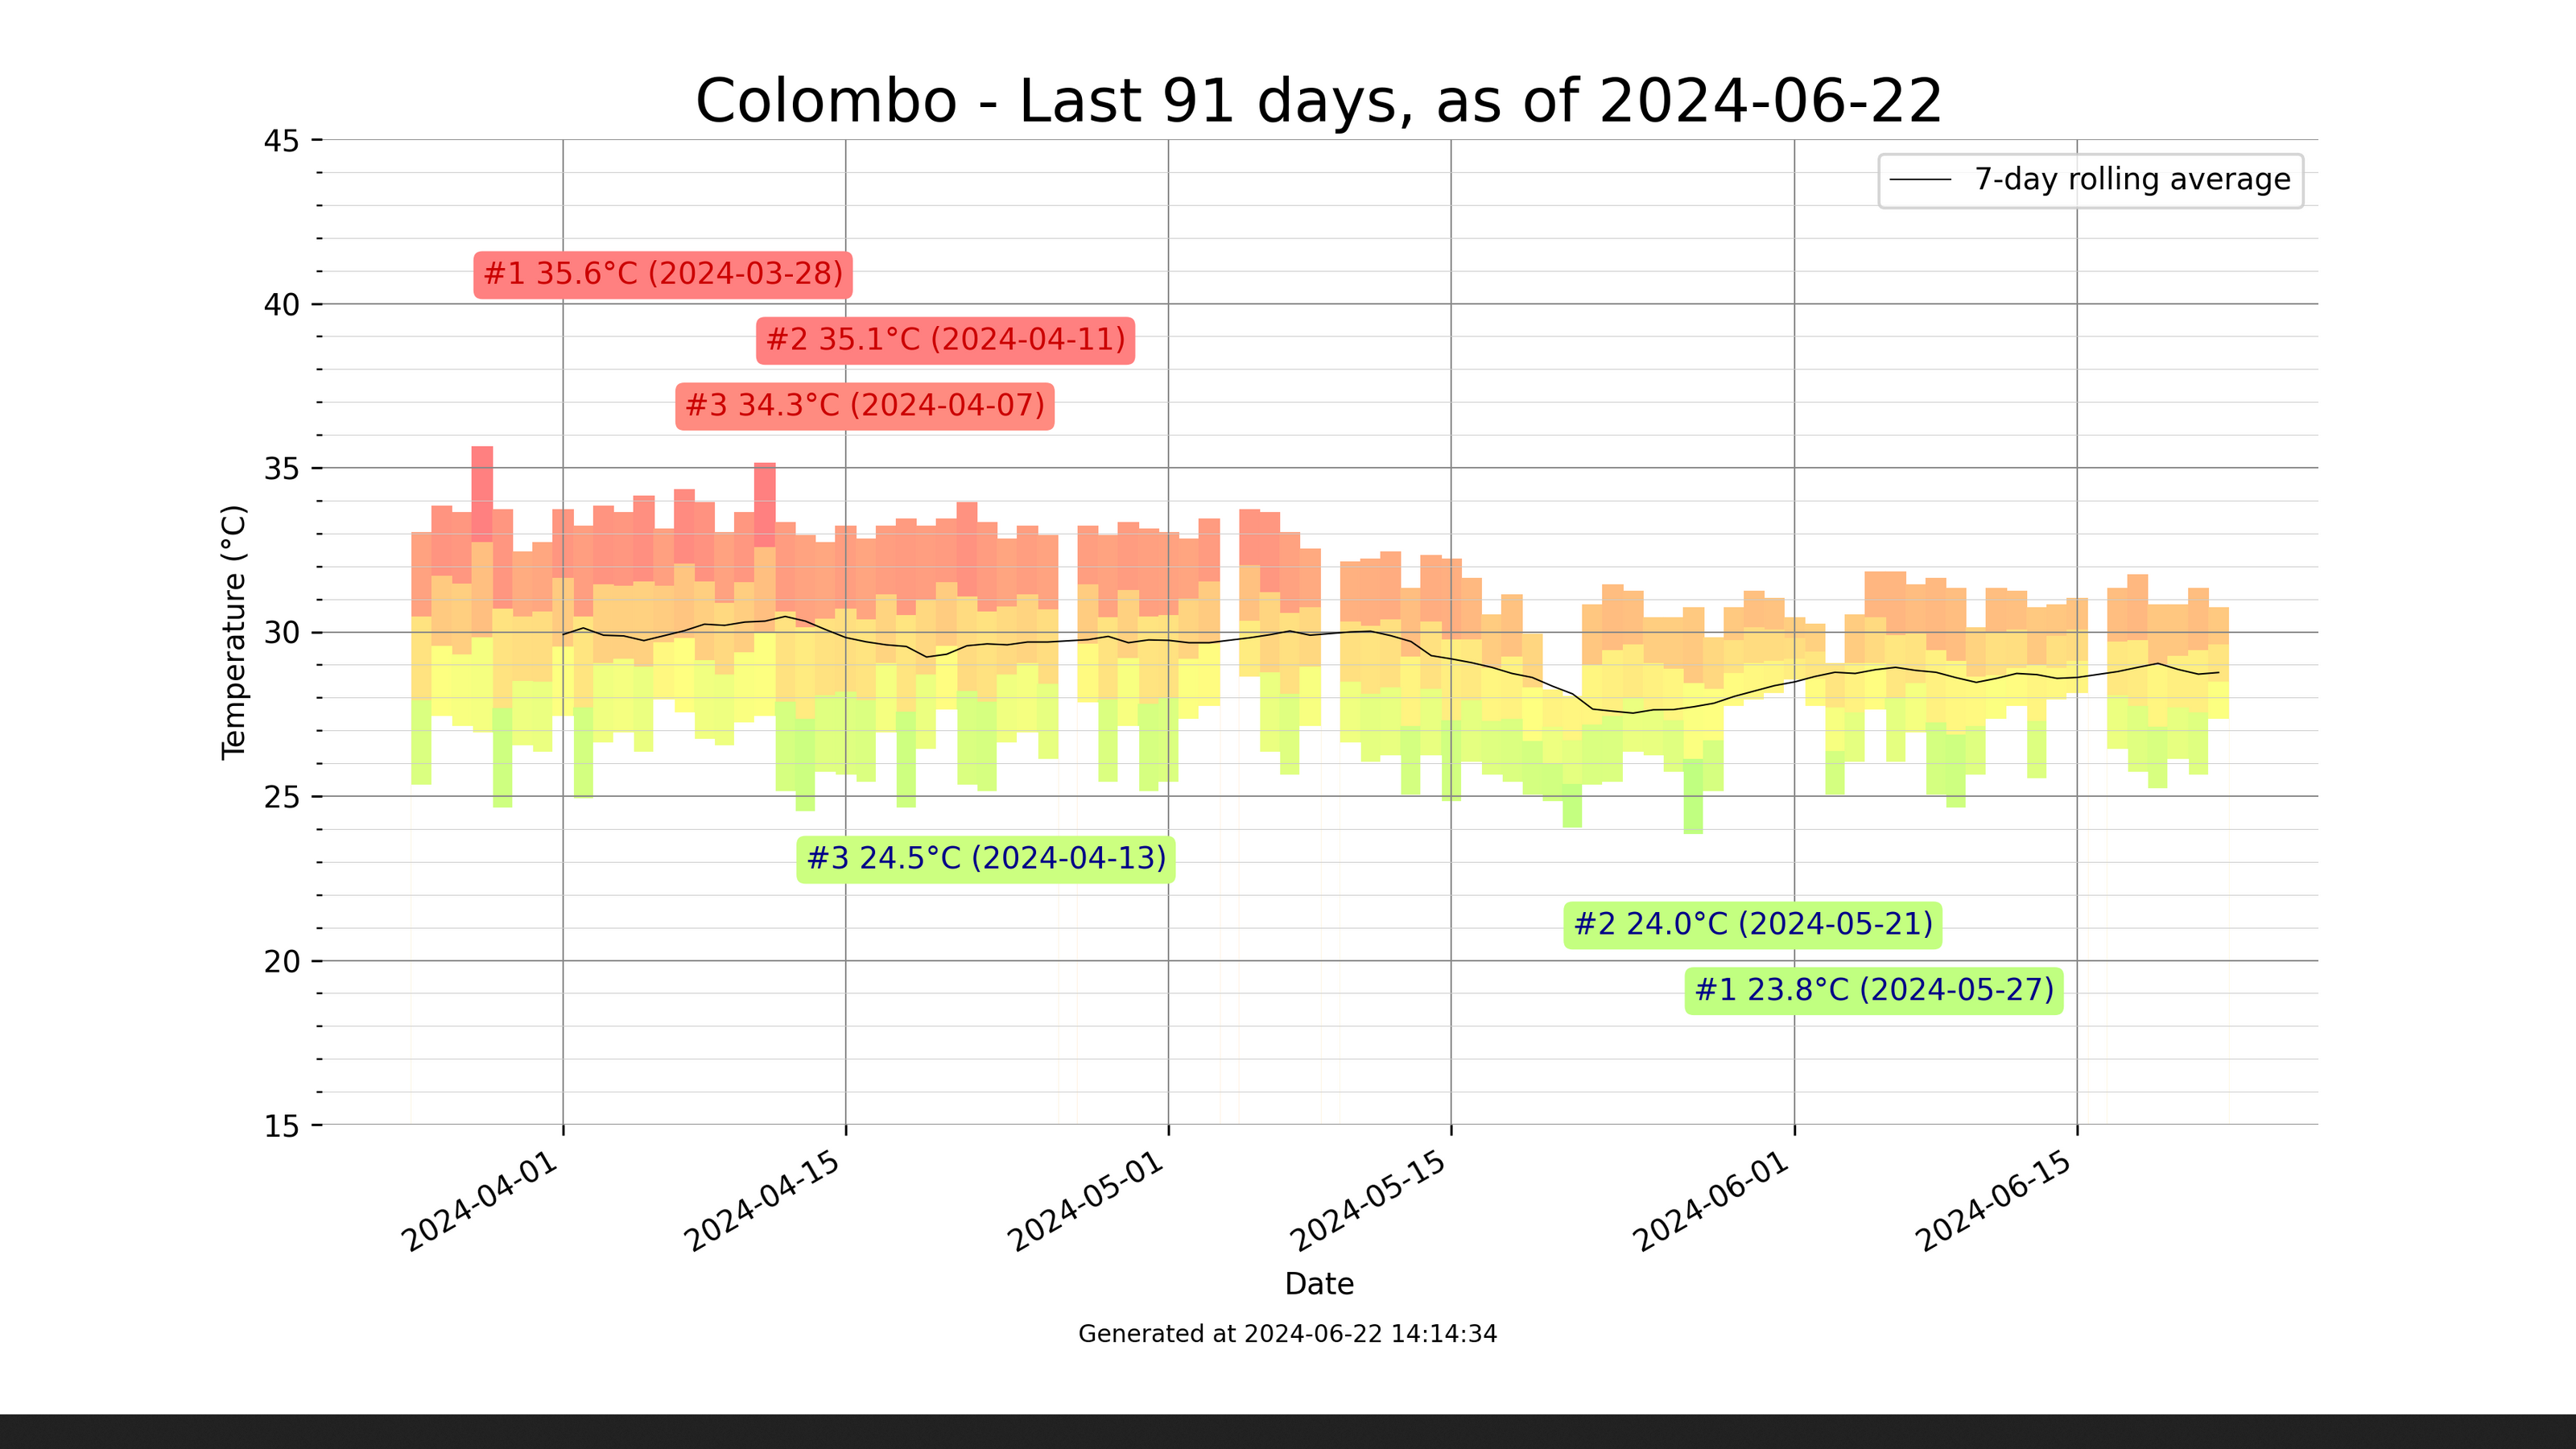 Colombo - Last 91 days, as of 2024-06-22
45
7-day rolling average
#1 35.6°C (2024-03-28)
40
#2 35.1°C (2024-04-11)
#3 34.3°C (2024-04-07)
35
Temperature (°C)
30
25
#3 24.5°C (2024-04-13)
#2 24.0°C (2024-05-21)
20
#1 23.8°C (2024-05-27)
15
2024-04-01
2024-04-15
2024-05-01
2024-05-15
2024-06-01
2024-06-15
Date
Generated at 2024-06-22 14:14:34